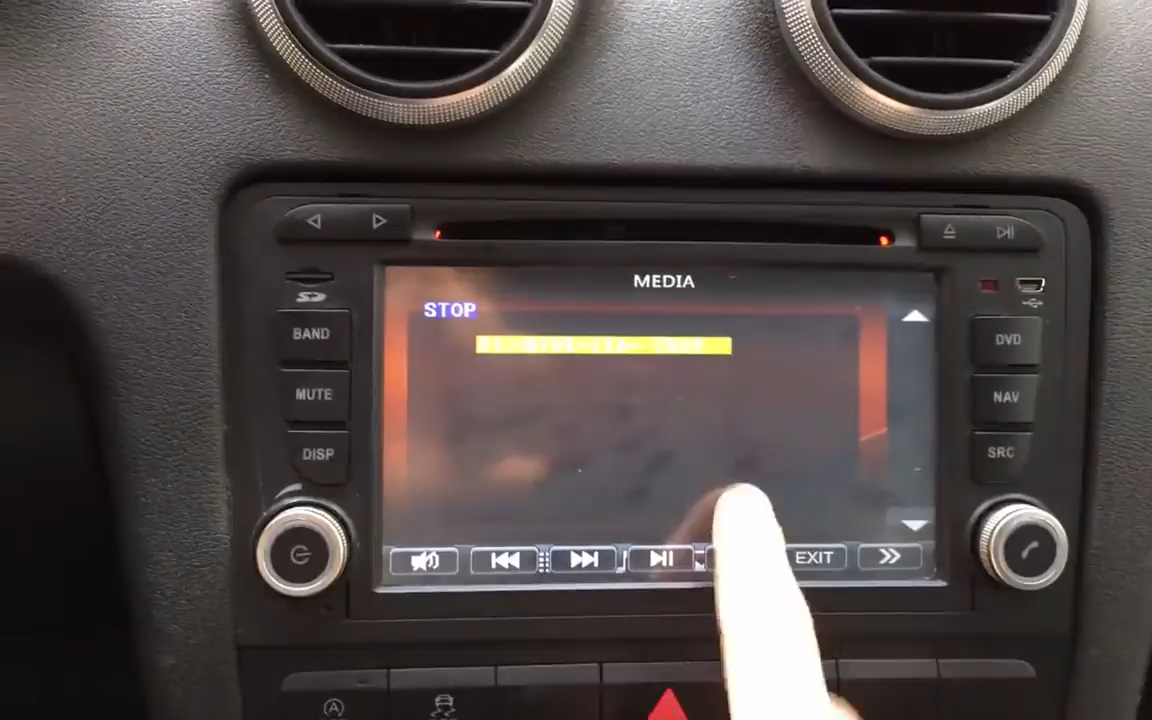 MEDIA
STOP
BAND
MUTE
DISP
DVD
NAV
SRC
EXIT
A